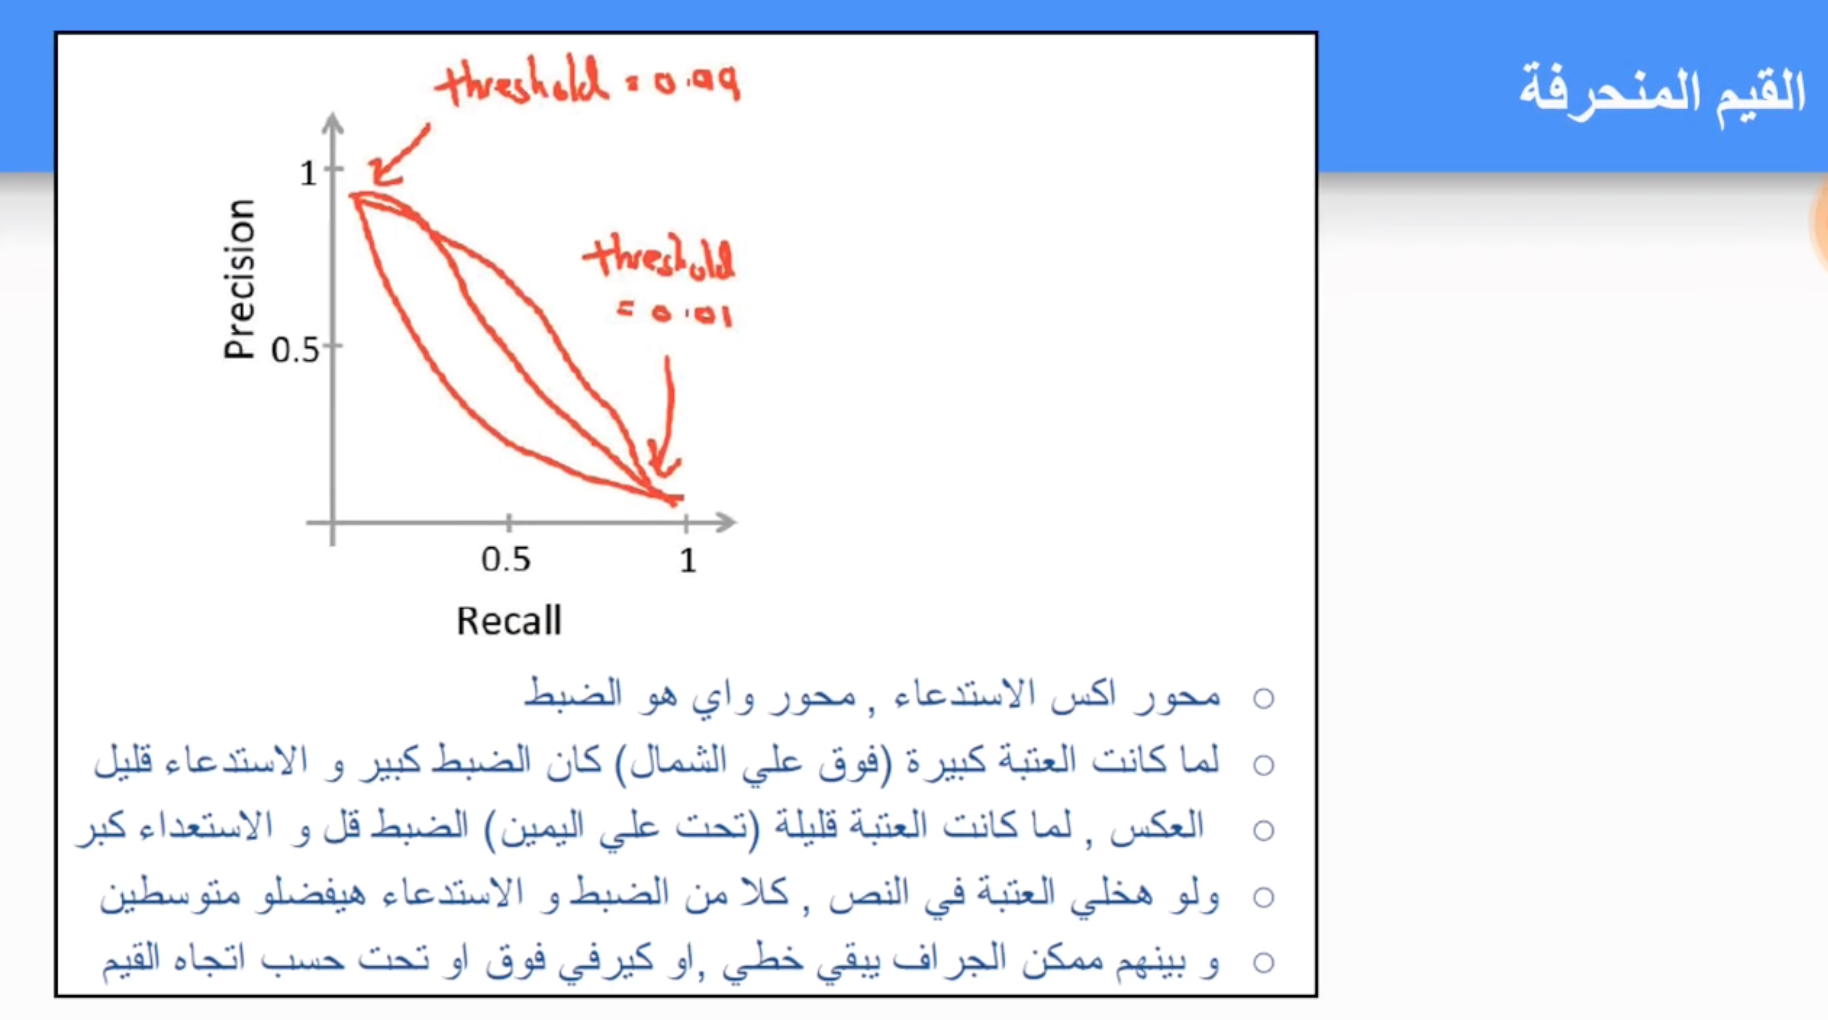 القيم المنحرفة
threshold = 0.99
1
Precision
threshold
= 0.01
0.5
0.5
1
Recall
محور اكس الاستدعاء , محور واي هو الضبط
لما كانت العتبة كبيرة (فوق علي الشمال) كان الضبط كبير و الاستدعاء قليل
العكس , لما كانت العتبة قليلة (تحت علي اليمين) الضبط قل و الاستعداء كبر
ولو هخلي العتبة في النص , كلا من الضبط و الاستدعاء هيفضلو متوسطين
و بينهم ممكن الجراف يبقي خطي ,او كيرفي فوق او تحت حسب اتجاه القيم